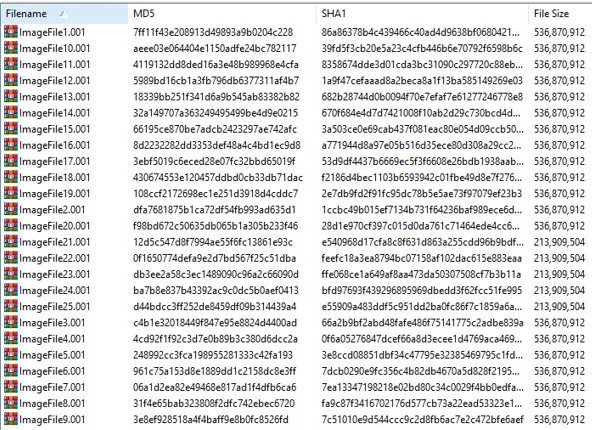 Filename MD5 SHA1 File Size
ImageFile1.001 7ff11f43e208913d49893a9b0204c228 86a86378b4c439466c40ad4d9638bf0680421... 536,870,912
ImageFile10.001 aeee03e064404e1150adfe24bc782117 39fd5f3cb20e5a23c4cfb446b6e70792f6598b6c 536,870,912
ImageFile11.001 4119132dd8ded16a3e48b989968e4cfa 8358674dde3d01cda3bc31090c297720c88eb... 536,870,912
ImageFile12.001 5989bd16cb1a3fb796db6377311af4b7 1a9f47cefaaad8a2beca8a1f13ba585149269e03 536,870,912
ImageFile13.001 18339bb251f341d6a9b545ab83382b82 682b28744d0b0094f70e7efaf7e61277246778e8 536,870,912
ImageFile14.001 32a149707a363249495499be4d9e0215 670f684e4d7d7421008f10ab2d29c730bcd4d... 536,870,912
ImageFile15.001 66195ce870be7adcb2423297ae742afc 3a503ce0e69cab437f081eac80e054d09ccb50... 536,870,912
ImageFile16.001 8d2232282dd3353def48a4c4bd1ec9d8 a771944d8a97e05b516d35ece80d308a29cc2... 536,870,912
ImageFile17.001 3ebf5019c6eced28e07fc32bbd65019f 53d9df4437b6669ec5f3f6608e26bdb1938aab... 536,870,912
ImageFile18.001 430674553e120457ddbd0cb33db71dac f2186d4bec1103b6593942c01fbe49d8e7f276... 536,870,912
ImageFile19.001 108ccf2172698ec1e251d3918d4cddc7 2e7db9fd2f91fc95dc78b5e5ae73f97079ef23b3 536,870,912
ImageFile2.001 dfa7681875b1ca72df54fb993ad635d1 1ccbc49b015ef7134b731f64236baf989ece6d... 536,870,912
ImageFile20.001 f98bd672c50635db065b1a305b233f46 28d1e970cf397c015d0da761c71464ede4cc6... 536,870,912
ImageFile21.001 12d5c547d8f7994ae55f6fc13861e93c e540968d17cfa8c8f631d863a255cdd96b9bdf... 213,909,504
ImageFile22.001 0f1650774defa9e2d7bd567f25c51dba feefc18a3ea8794bc07158af102dac615e883eaa 213,909,504
ImageFile23.001 db3ee2a58c3ec1489090c96a2c66090d ffe068ce1a649af8aa473da50307508cf7b3b11a 213,909,504
ImageFile24.001 ba7b8e837b43392ac9c0dc5b0aef0413 bfd97693f439296895969dbedd3f62fcc51fe995 213,909,504
ImageFile25.001 d44bdcc3ff252de8459df09b314439a4 e55909a483ddf5c951dd2ba0fc86f7c1859a6a... 213,909,504
ImageFile3.001 c4b1e32018449f847e95e8824d4400ad 66a2b9bf2abd48fafe486f75141775c2adbe839a 536,870,912
ImageFile4.001 4cd92f1f92c3d7e0b89b3c380d6dcc2a 0f6a05276847dcef66a8d3ecee1d4769aca469... 536,870,912
ImageFile5.001 248992cc3fca198955281333c42fa193 3e8ccd08851dbf34c47795e32385469795c1fd... 536,870,912
ImageFile6.001 961c75a153d8e1889dd1c2158dc8e3ff 7dcb0290e9fc356c4b82db4670a5d828f2195... 536,870,912
ImageFile7.001 06a1d2ea82e49468e817ad1f4dfb6ca6 7ea13347198218e02bd80c34c0029f4bb0edfa... 536,870,912
ImageFile8.001 31f4e65bab323808f2dfc742ebec6720 fa9c87f3416702176d577cb73a22ead53323e1... 536,870,912
ImageFile9.001 3e8ef928518a4f4baff9e8b0fc8526fd 7c51010e9d544ccc9c2d8fb6ac7e2c472bfe6aef 536,870,912